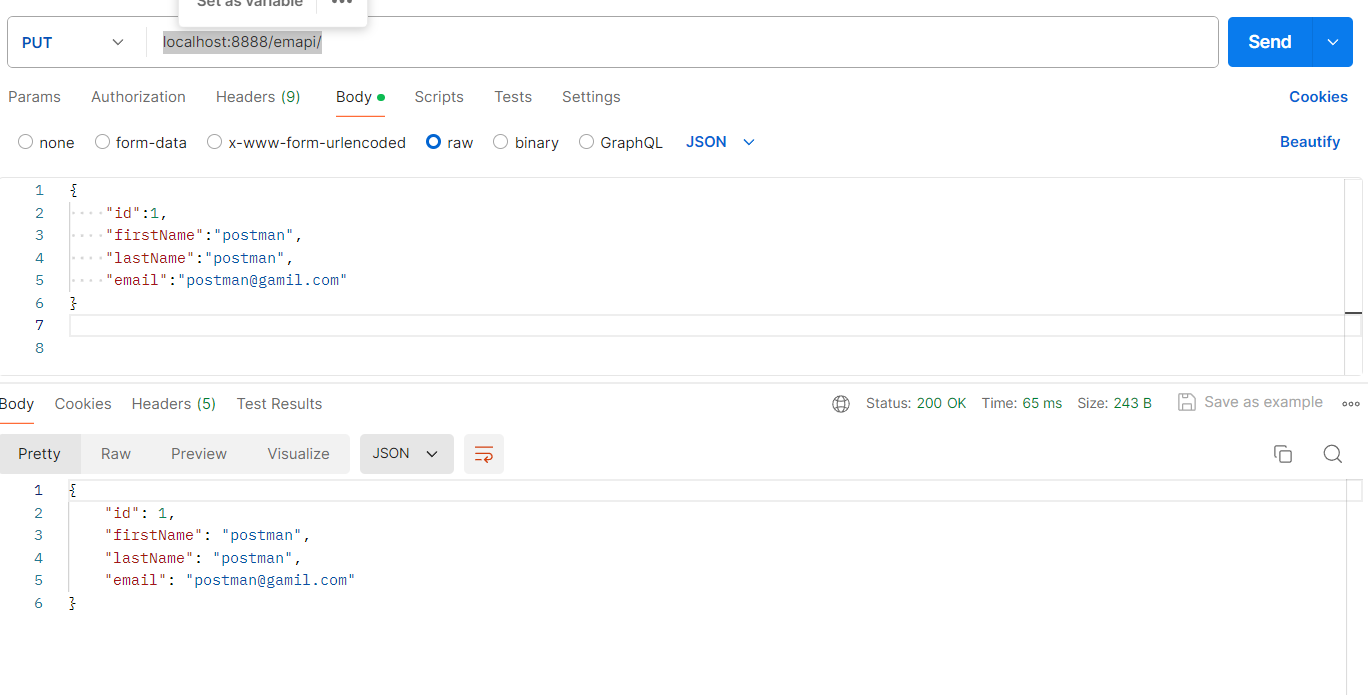 Set as variable
PUT localhost:8888/emapi/ Send
Params Authorization Headers (9) Body Scripts Tests Settings Cookies
none form-data x-www-form-urlencoded raw binary GraphQL JSON Beautify
1 {
2 ····"id":1,
3 ····"firstName":"postman",
4 ····"lastName":"postman",
5 ····"email":"postman@gamil.com"
6 }
7
8
Body Cookies Headers (5) Test Results Status: 200 OK Time: 65 ms Size: 243 B Save as example
Pretty Raw Preview Visualize JSON
1 {
2 "id": 1,
3 "firstName": "postman",
4 "lastName": "postman",
5 "email": "postman@gamil.com"
6 }